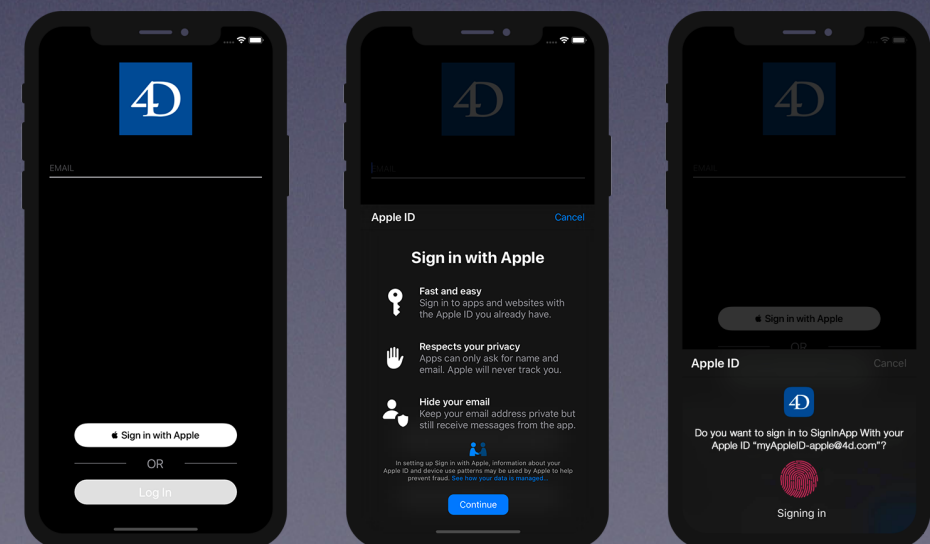 4D
EMAIL
Sign in with Apple
OR
Log In
4D
EMAIL
Apple ID
Cancel
Sign in with Apple
Fast and easy
Sign in to apps and websites with
the Apple ID you already have.
Respects your privacy
Apps can only ask for name and
email. Apple will never track you.
Hide your email
Keep your email address private but
still receive messages from the app.
In setting up Sign in with Apple, information about your
Apple ID and device use patterns may be used by Apple to help
prevent fraud. See how your data is managed...
Continue
4D
EMAIL
Sign in with Apple
OR
Apple ID
Cancel
4D
Do you want to sign in to SignInApp With your
Apple ID “myAppleID-apple@4d.com”?
Signing in